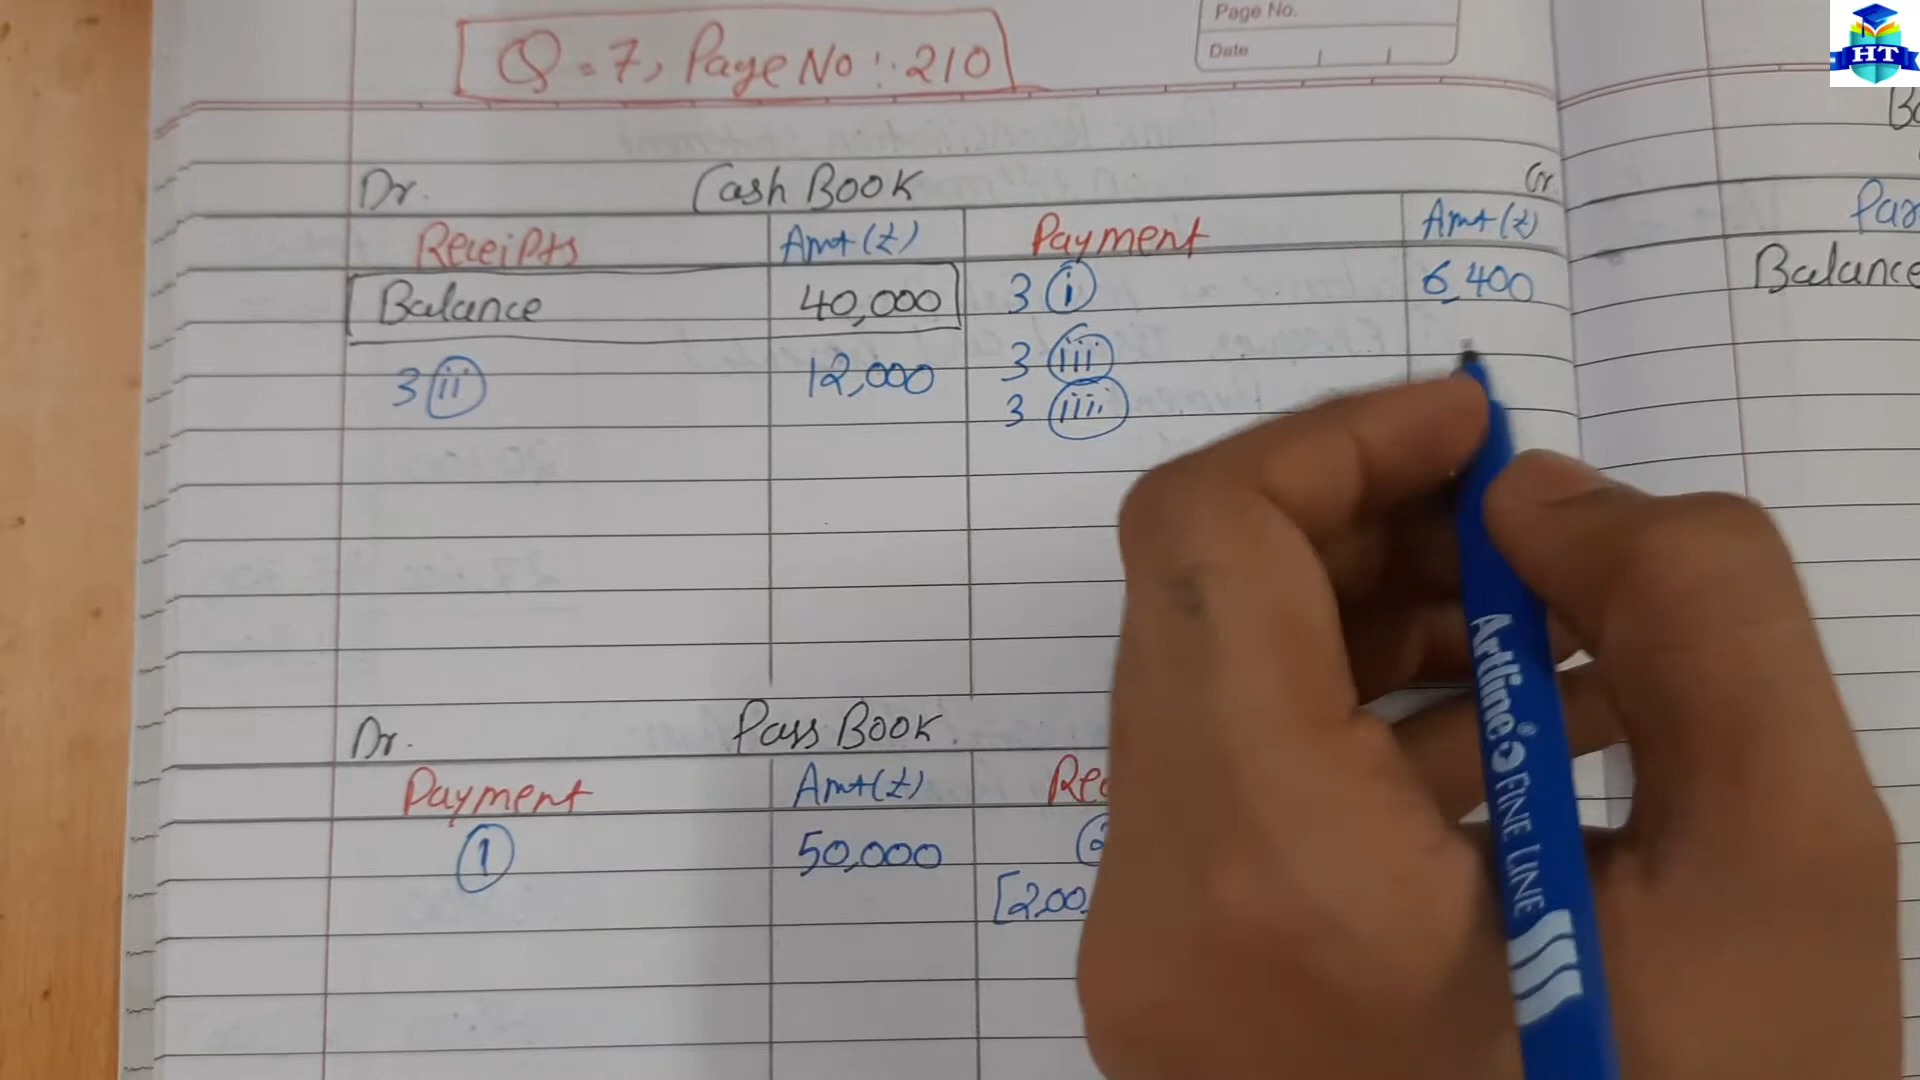 Page No.
Date
HT
Q.7, Page No:.210
Dr. Cash Book Cr.
Receipts Amt(₹) Payment Amt(₹)
Balance 40,000 3 (i) 6,400
3 (ii) 12,000 3 (iii)
3 (iiii)
Balance
Dr. Pass Book
Payment Amt(₹)
(1) 50,000
Artline FINE LINE